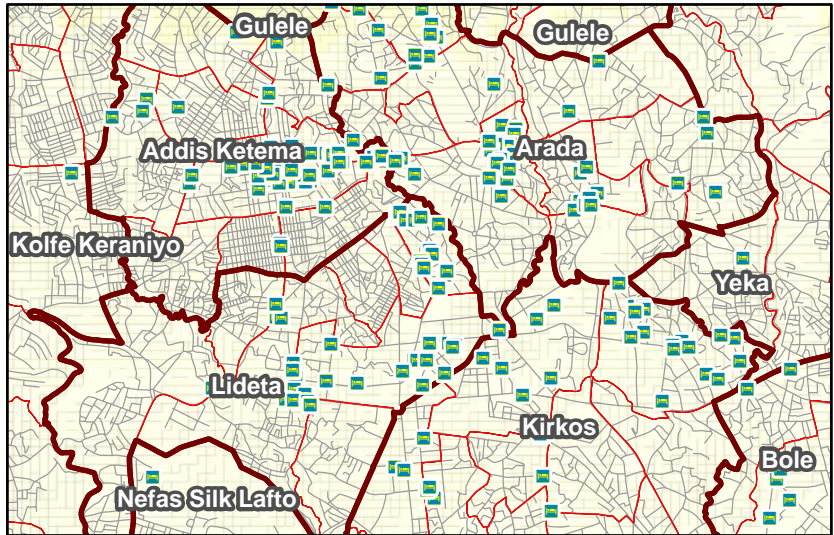 Gulele
Gulele
Addis Ketema
Arada
Kolfe Keraniyo
Yeka
Lideta
Kirkos
Bole
Nefas Silk Lafto